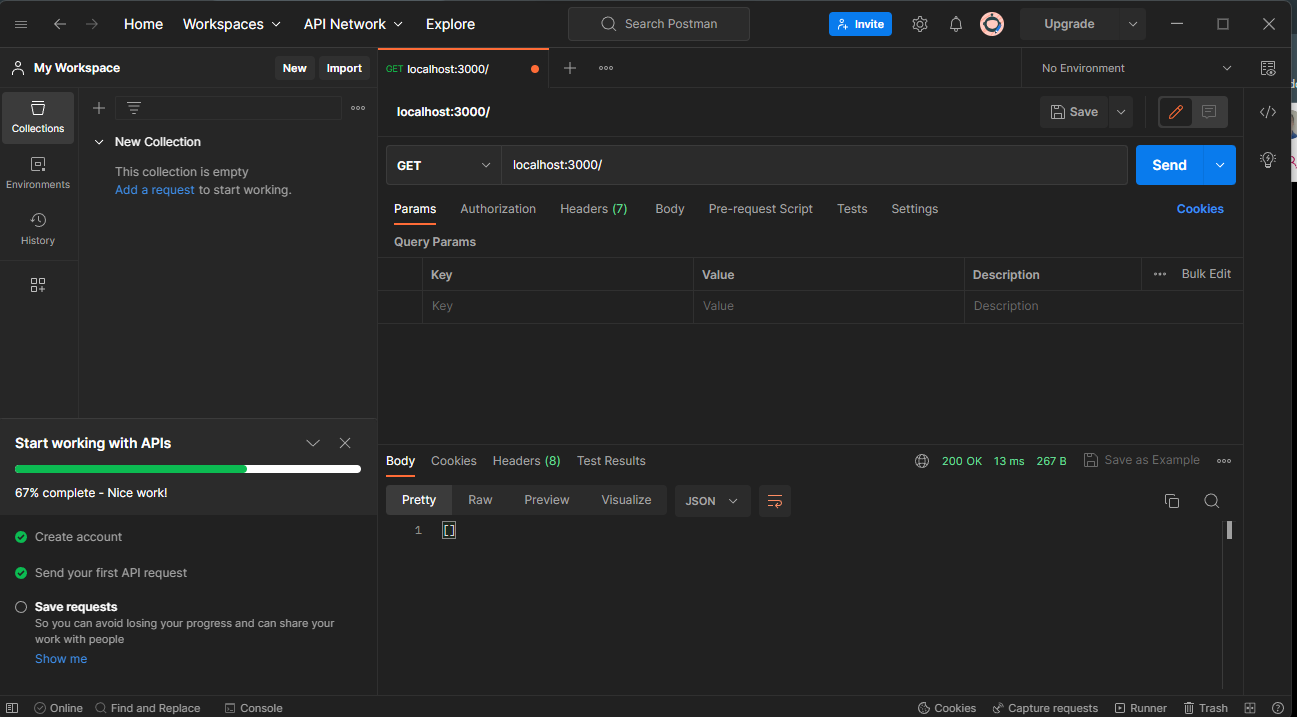 Home Workspaces API Network Explore Search Postman Invite Upgrade
My Workspace New Import GET localhost:3000/ No Environment
Collections
Environments
History
New Collection
This collection is empty
Add a request to start working.
localhost:3000/ Save
GET localhost:3000/ Send
Params Authorization Headers (7) Body Pre-request Script Tests Settings Cookies
Query Params
Key Value Description Bulk Edit
Key Value Description
Start working with APIs
67% complete - Nice work!
Create account
Send your first API request
Save requests
So you can avoid losing your progress and can share your
work with people
Show me
Body Cookies Headers (8) Test Results 200 OK 13 ms 267 B Save as Example
Pretty Raw Preview Visualize JSON
1 []
Online Find and Replace Console Cookies Capture requests Runner Trash